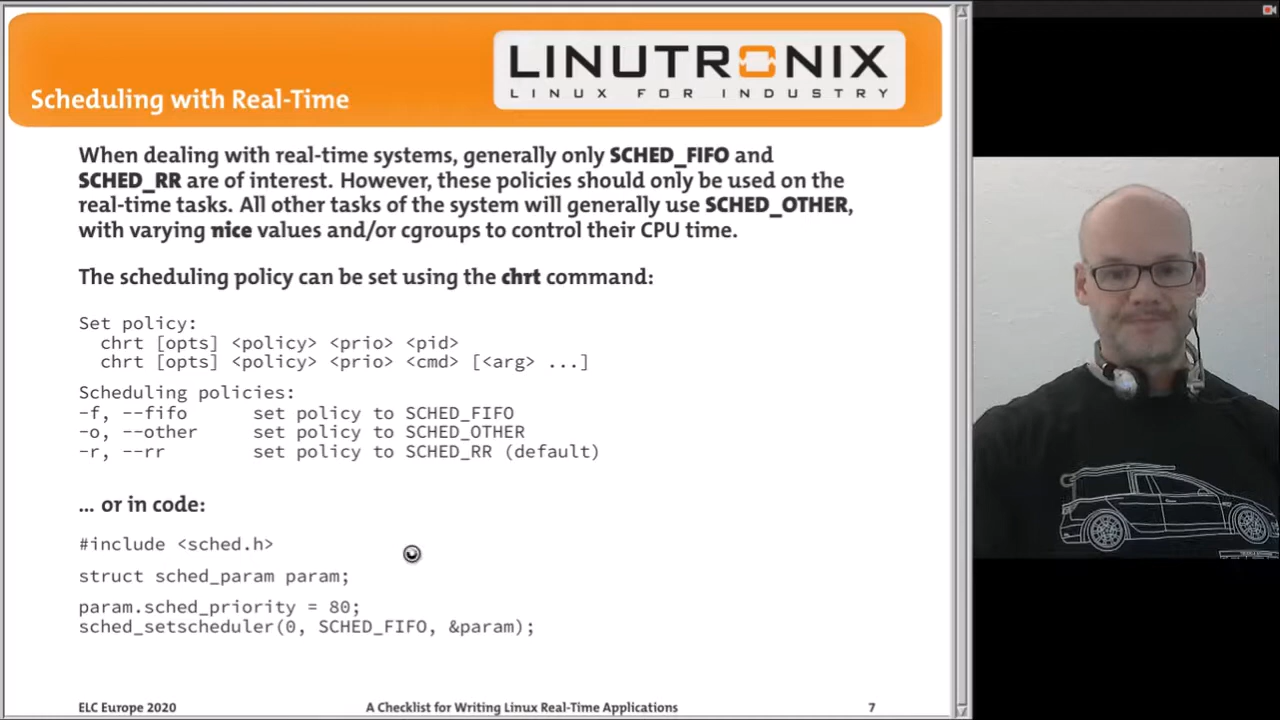 LINUTRONIX
LINUX FOR INDUSTRY
Scheduling with Real-Time
When dealing with real-time systems, generally only SCHED_FIFO and
SCHED_RR are of interest. However, these policies should only be used on the
real-time tasks. All other tasks of the system will generally use SCHED_OTHER,
with varying nice values and/or cgroups to control their CPU time.
The scheduling policy can be set using the chrt command:
Set policy:
chrt [opts] <policy> <prio> <pid>
chrt [opts] <policy> <prio> <cmd> [<arg> ...]
Scheduling policies:
-f, --fifo set policy to SCHED_FIFO
-o, --other set policy to SCHED_OTHER
-r, --rr set policy to SCHED_RR (default)
... or in code:
#include <sched.h>
struct sched_param param;
param.sched_priority = 80;
sched_setscheduler(0, SCHED_FIFO, &param);
ELC Europe 2020 A Checklist for Writing Linux Real-Time Applications 7